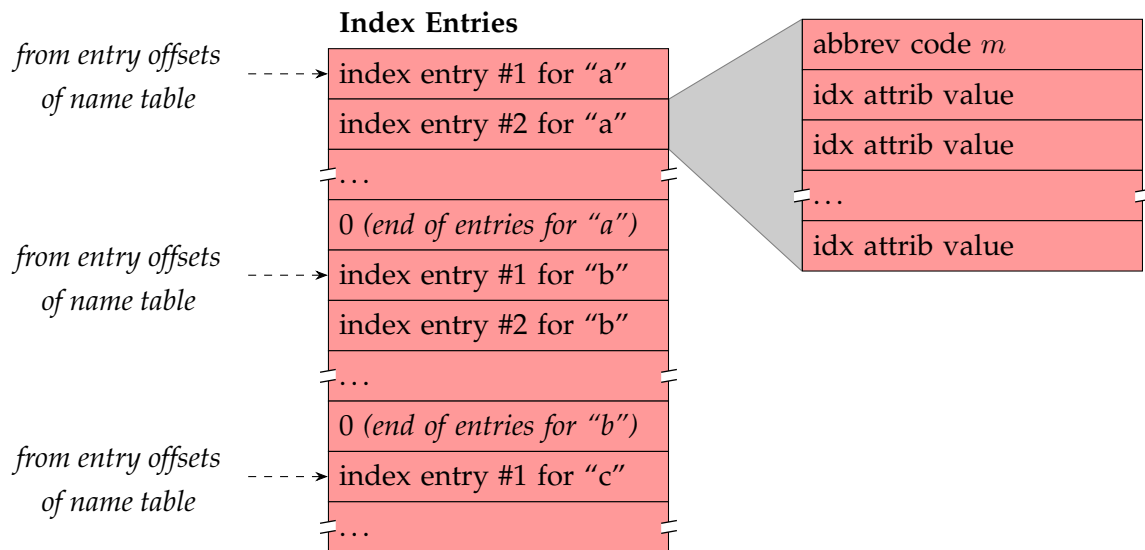 Index Entries
from entry offsets
of name table
index entry #1 for “a”
index entry #2 for “a”
...
0 (end of entries for “a”)
from entry offsets
of name table
index entry #1 for “b”
index entry #2 for “b”
...
0 (end of entries for “b”)
from entry offsets
of name table
index entry #1 for “c”
...
abbrev code m
idx attrib value
idx attrib value
...
idx attrib value